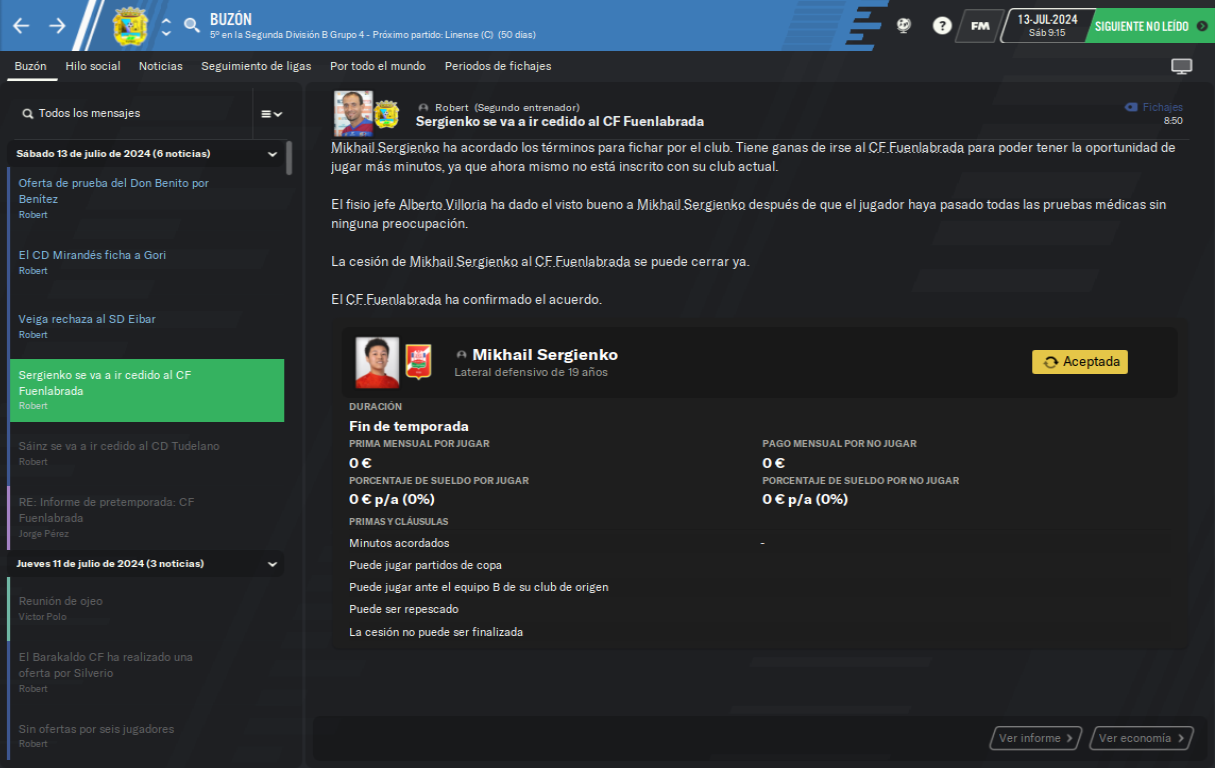 BUZÓN
5º en la Segunda División B Grupo 4 - Próximo partido: Linense (C) (50 días)
?
FM
13-JUL-2024
Sáb 9:15
SIGUIENTE NO LEÍDO
Buzón
Hilo social
Noticias
Seguimiento de ligas
Por todo el mundo
Periodos de fichajes
Todos los mensajes
Sábado 13 de julio de 2024 (6 noticias)
Oferta de prueba del Don Benito por
Benítez
Robert
El CD Mirandés ficha a Gori
Robert
Veiga rechaza al SD Eibar
Robert
Sergienko se va a ir cedido al CF
Fuenlabrada
Robert
Sáinz se va a ir cedido al CD Tudelano
Robert
RE: Informe de pretemporada: CF
Fuenlabrada
Jorge Pérez
Jueves 11 de julio de 2024 (3 noticias)
Reunión de ojeo
Víctor Polo
El Barakaldo CF ha realizado una
oferta por Silverio
Robert
Sin ofertas por seis jugadores
Robert
Robert (Segundo entrenador)
Sergienko se va a ir cedido al CF Fuenlabrada
Fichajes
8:50
Mikhail Sergienko ha acordado los términos para fichar por el club. Tiene ganas de irse al CF Fuenlabrada para poder tener la oportunidad de
jugar más minutos, ya que ahora mismo no está inscrito con su club actual.
El fisio jefe Alberto Villoria ha dado el visto bueno a Mikhail Sergienko después de que el jugador haya pasado todas las pruebas médicas sin
ninguna preocupación.
La cesión de Mikhail Sergienko al CF Fuenlabrada se puede cerrar ya.
El CF Fuenlabrada ha confirmado el acuerdo.
Mikhail Sergienko
Lateral defensivo de 19 años
Aceptada
DURACIÓN
Fin de temporada
PRIMA MENSUAL POR JUGAR
PAGO MENSUAL POR NO JUGAR
0 €
0 €
PORCENTAJE DE SUELDO POR JUGAR
PORCENTAJE DE SUELDO POR NO JUGAR
0 € p/a (0%)
0 € p/a (0%)
PRIMAS Y CLÁUSULAS
Minutos acordados
-
Puede jugar partidos de copa
Puede jugar ante el equipo B de su club de origen
Puede ser repescado
La cesión no puede ser finalizada
Ver informe
Ver economía